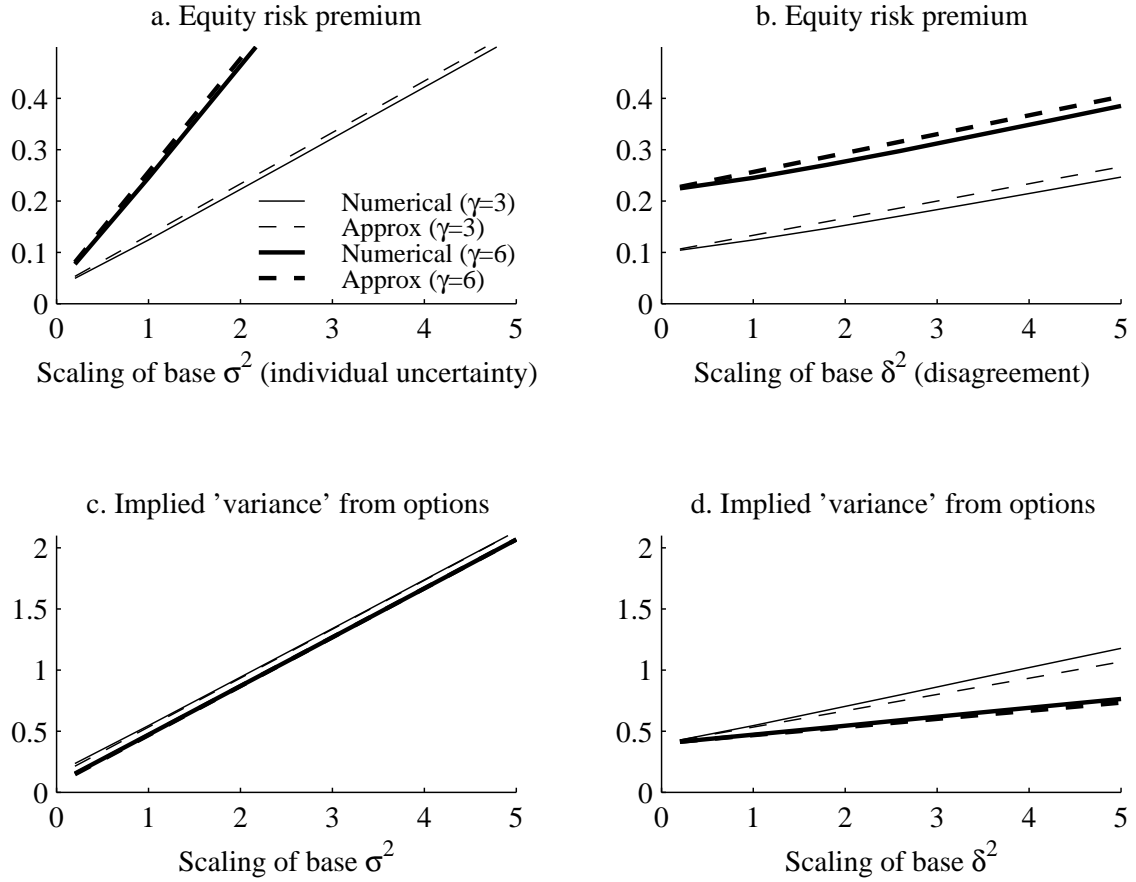 a. Equity risk premium
0.4
0.3
0.2
0.1
0
0 1 2 3 4 5
Numerical (γ=3)
Approx (γ=3)
Numerical (γ=6)
Approx (γ=6)
Scaling of base σ² (individual uncertainty)
b. Equity risk premium
0.4
0.3
0.2
0.1
0
0 1 2 3 4 5
Scaling of base δ² (disagreement)
c. Implied ’variance’ from options
2
1.5
1
0.5
0
0 1 2 3 4 5
Scaling of base σ²
d. Implied ’variance’ from options
2
1.5
1
0.5
0
0 1 2 3 4 5
Scaling of base δ²